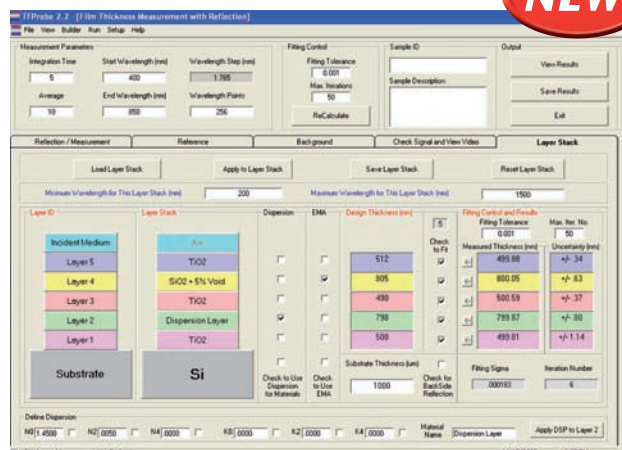 TFProbe 2.2 - [Film Thickness Measurement with Reflection]
NEW
File View Builder Run Setup Help
Measurement Parameters
Integration Time Start Wavelength (nm) Wavelength Step (nm)
5 400 1.765
Average End Wavelength (nm) Wavelength Points
10 850 256
Fitting Control
Fitting Tolerance
0.001
Max. Iterations
50
ReCalculate
Sample ID
Sample Description:
Output
View Results
Save Results
Exit
Reflection / Measurement Reference Background Check Signal and View Video Layer Stack
Load Layer Stack Apply to Layer Stack Save Layer Stack Reset Layer Stack
Minimum Wavelength for This Layer Stack (nm) 200 Maximum Wavelength for This Layer Stack (nm) 1500
Layer ID Layer Stack Dispersion EMA Design Thickness (nm) 5 Check to Fit
Fitting Control and Results
Fitting Tolerance Max. Iter. No.
0.001 50
Measured Thickness (nm) Uncertainty (nm)
Incident Medium Air
Layer 5 TiO2 512 499.88 +/- .34
Layer 4 SiO2 + 5% Void 805 800.05 +/- .63
Layer 3 TiO2 490 500.59 +/- .37
Layer 2 Dispersion Layer 798 799.87 +/- .80
Layer 1 TiO2 508 499.01 +/- 1.14
Substrate Si
Check to Use Dispersion for Materials
Check to Use EMA
Substrate Thickness (um)
1000
Check for BackSide Reflection
Fitting Sigma Iteration Number
.000183 6
Define Dispersion
N0 1.4500 N2 .0050 N4 .0000 K0 .0000 K2 .0000 K4 .0000 Material Name Dispersion Layer Apply DSP to Layer 2